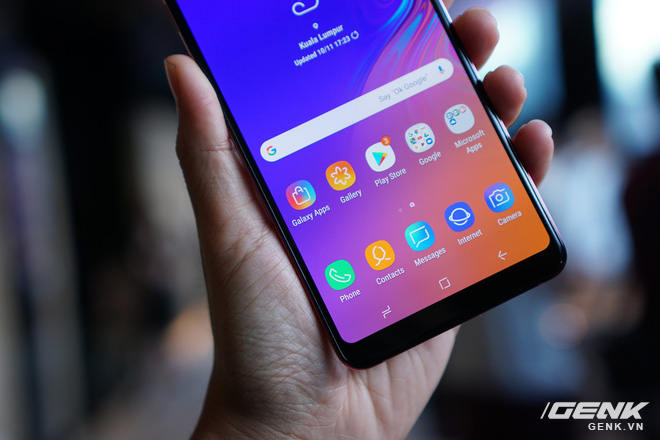 Kuala Lumpur
Updated 10/11 17:23
Say "Ok Google"
Galaxy Apps
Gallery
Play Store
Google
Microsoft
Apps
Phone
Contacts
Messages
Internet
Camera
GENK
GENK.VN